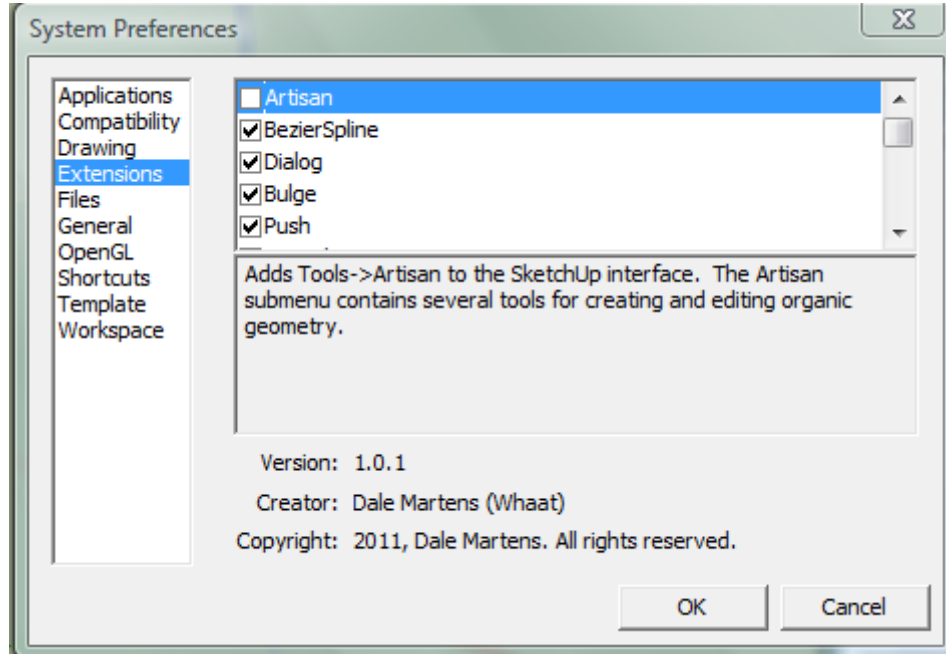 System Preferences
Applications
Compatibility
Drawing
Extensions
Files
General
OpenGL
Shortcuts
Template
Workspace
Artisan
BezierSpline
Dialog
Bulge
Push
Adds Tools->Artisan to the SketchUp interface.  The Artisan
submenu contains several tools for creating and editing organic
geometry.
Version: 1.0.1
Creator: Dale Martens (Whaat)
Copyright: 2011, Dale Martens. All rights reserved.
OK
Cancel